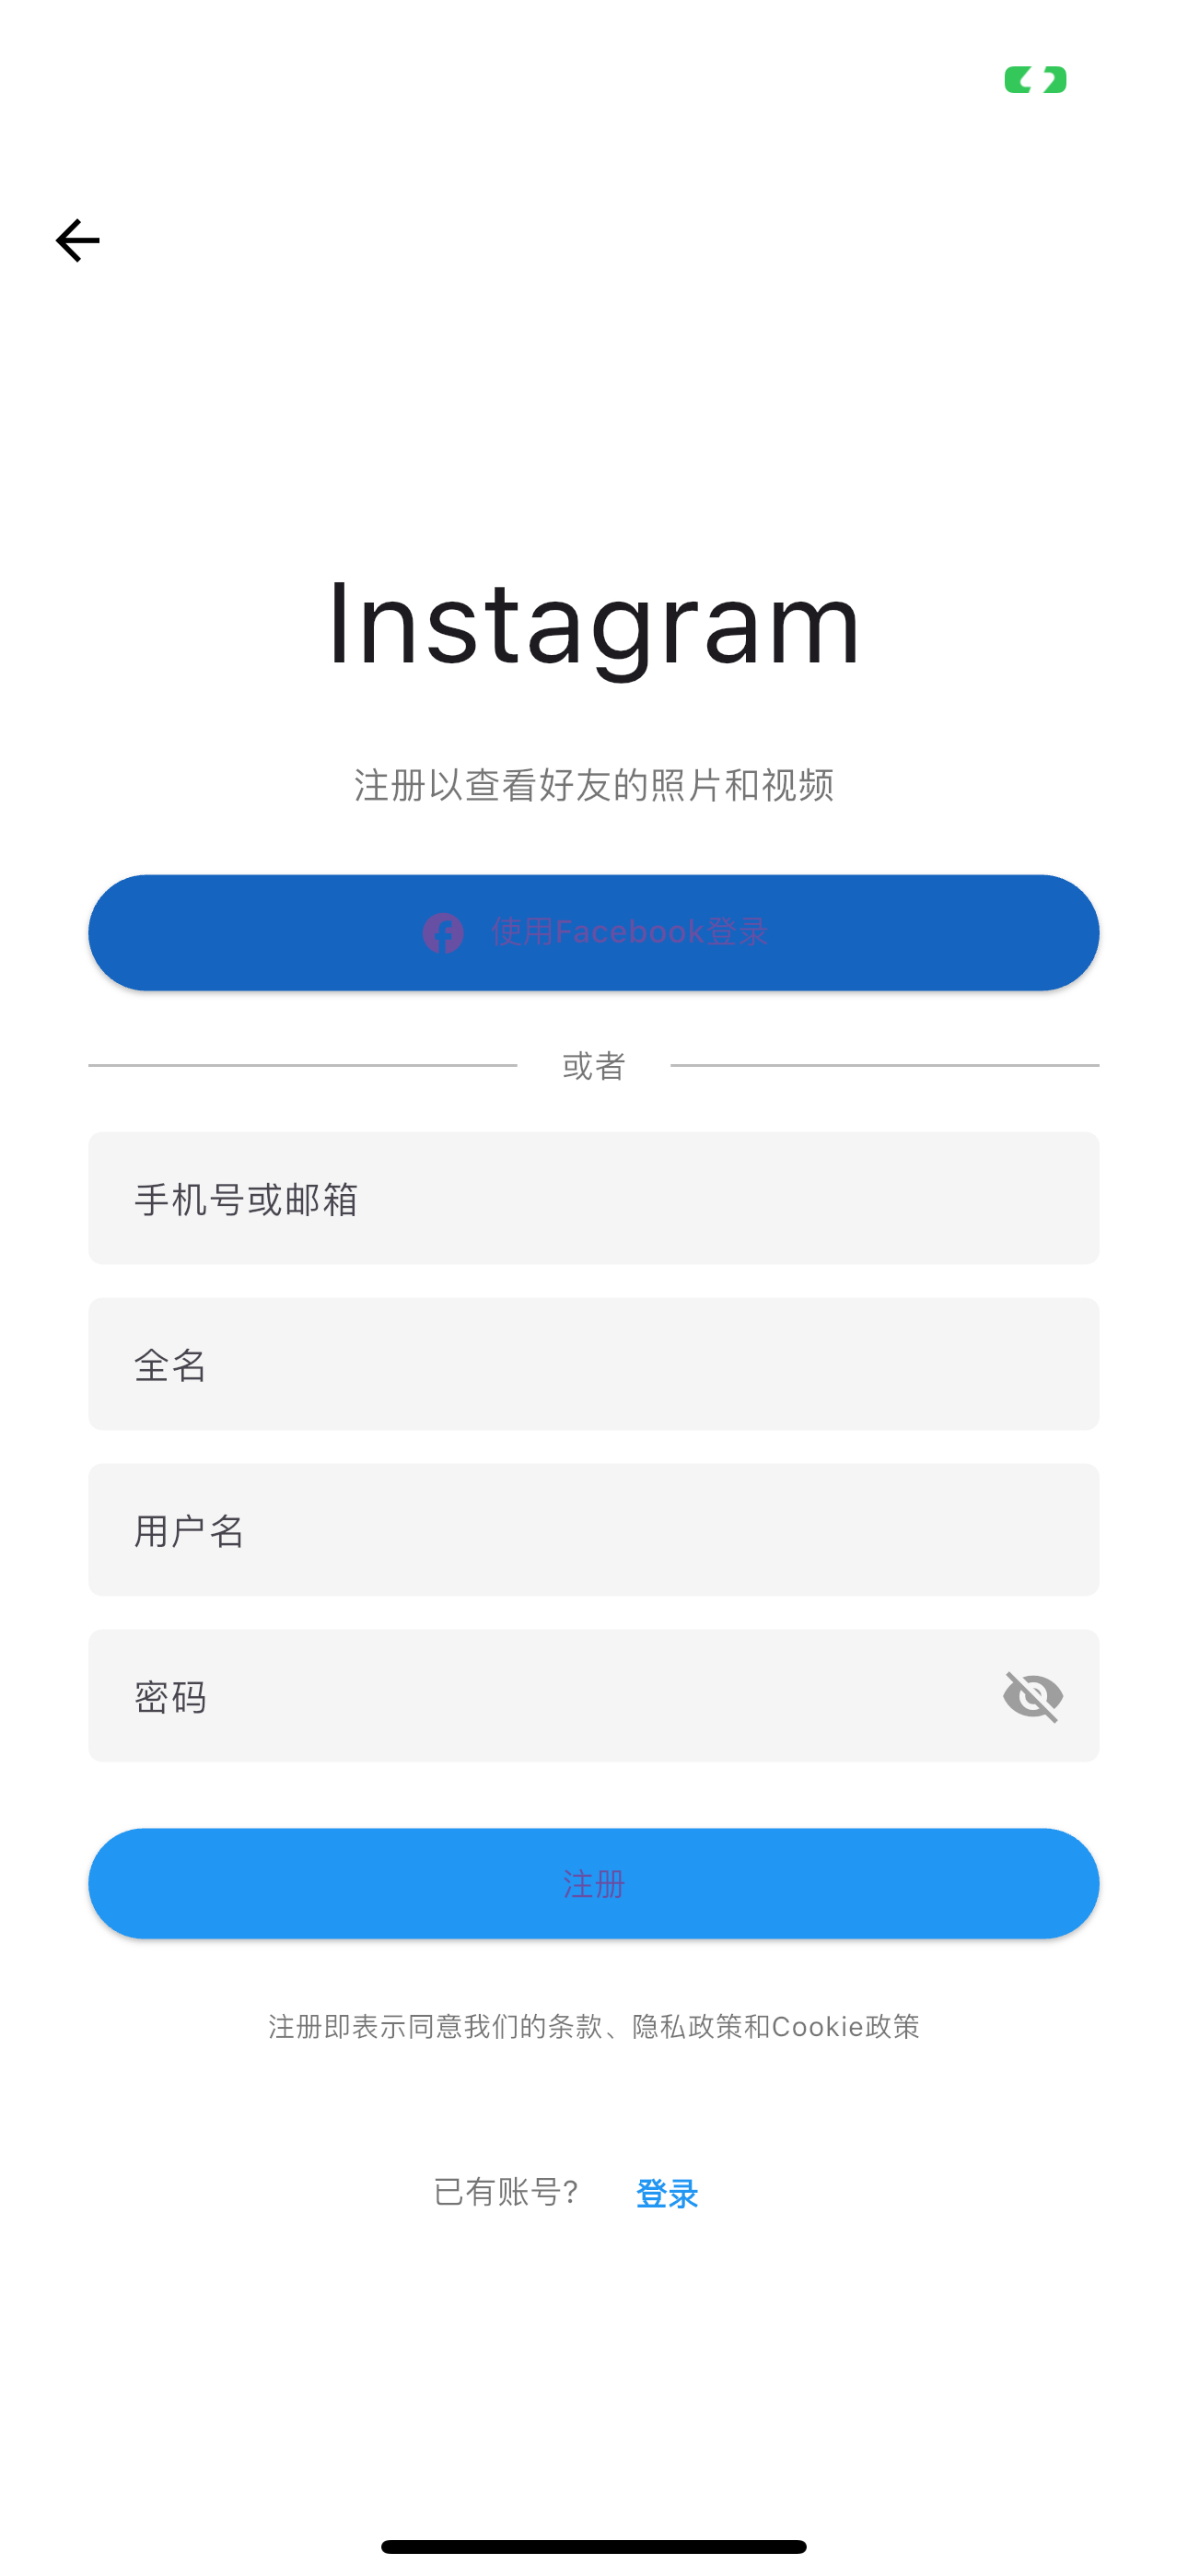 Instagram
注册以查看好友的照片和视频
使用Facebook登录
或者
手机号或邮箱
全名
用户名
密码
注册
注册即表示同意我们的条款、隐私政策和Cookie政策
已有账号? 登录